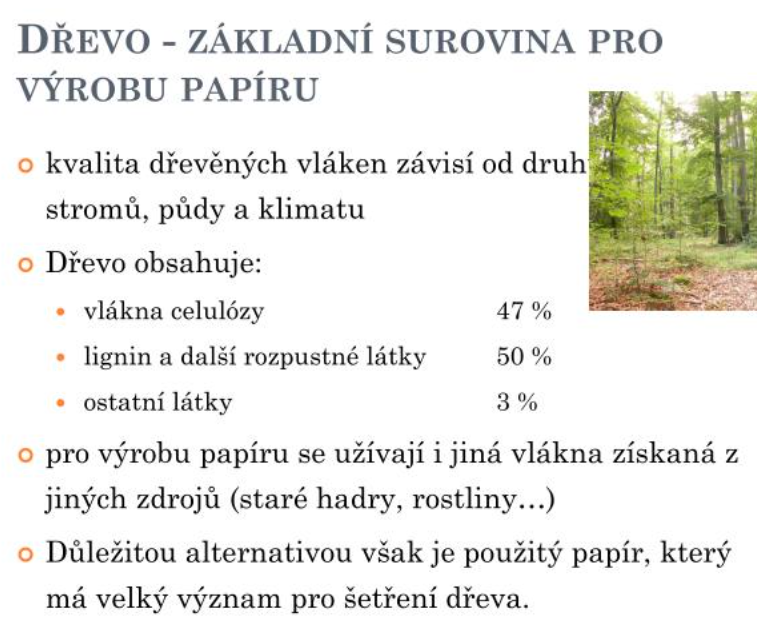 DŘEVO - ZÁKLADNÍ SUROVINA PRO
VÝROBU PAPÍRU
kvalita dřevěných vláken závisí od druh
stromů, půdy a klimatu
Dřevo obsahuje:
vlákna celulózy 47 %
lignin a další rozpustné látky 50 %
ostatní látky 3 %
pro výrobu papíru se užívají i jiná vlákna získaná z
jiných zdrojů (staré hadry, rostliny…)
Důležitou alternativou však je použitý papír, který
má velký význam pro šetření dřeva.